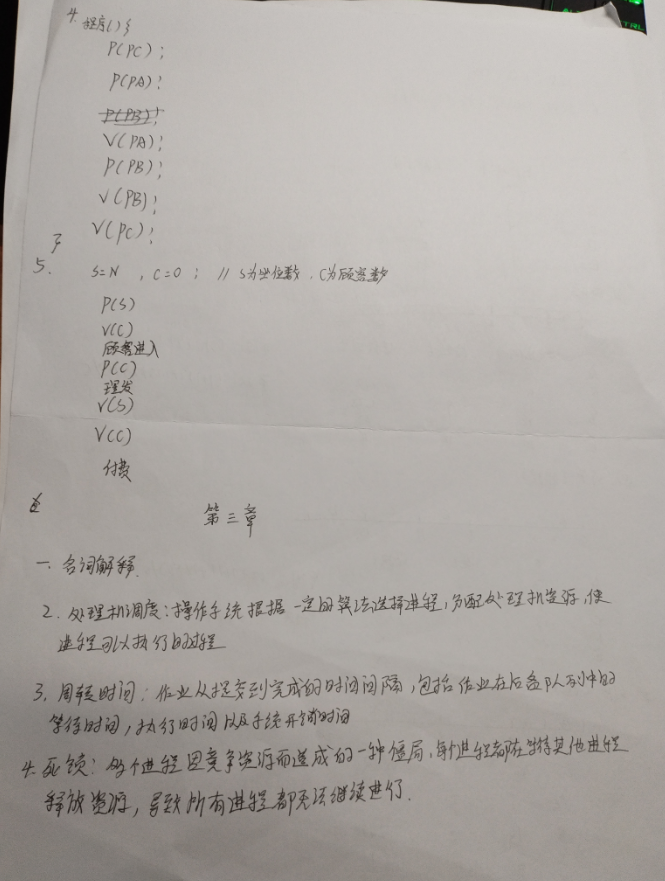 4. 程序() {
P(PC);
P(PA);
P(PB);
V(PA);
P(PB);
V(PB);
V(PC);
}
5. S=N , C=0 ; // S为坐位数.C为顾客数
P(S)
V(C)
顾客进入
P(C)
理发
V(S)
V(C)
付费
第三章
一.名词解释.
2.处理机调度:操作系统根据一定的算法选择进程,分配处理机资源,使
进程可以执行的过程
3.周转时间:作业从提交到完成的时间间隔,包括作业在后备队列中的
等待时间,执行时间以及系统开销时间
4.死锁:多个进程因竞争资源而造成的一种僵局,每个进程都在等待其他进程
释放资源,导致所有进程都无法继续进行.